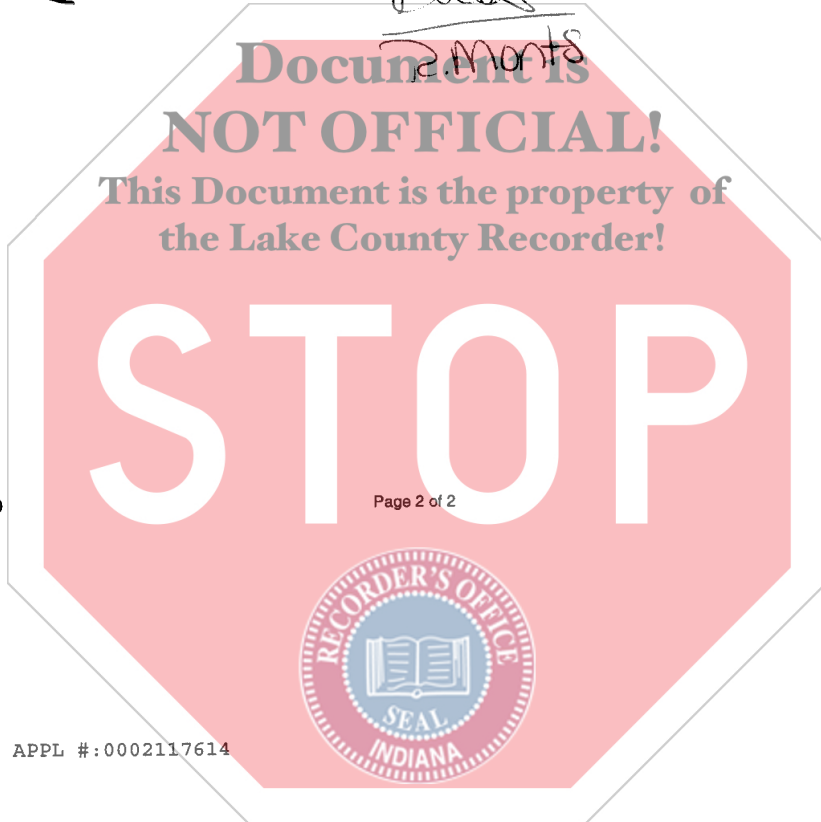 R.Monts
Document is
NOT OFFICIAL!
This Document is the property of
the Lake County Recorder!
STOP
Page 2 of 2
RECORDER'S OFFICE
SEAL
INDIANA
APPL #:0002117614